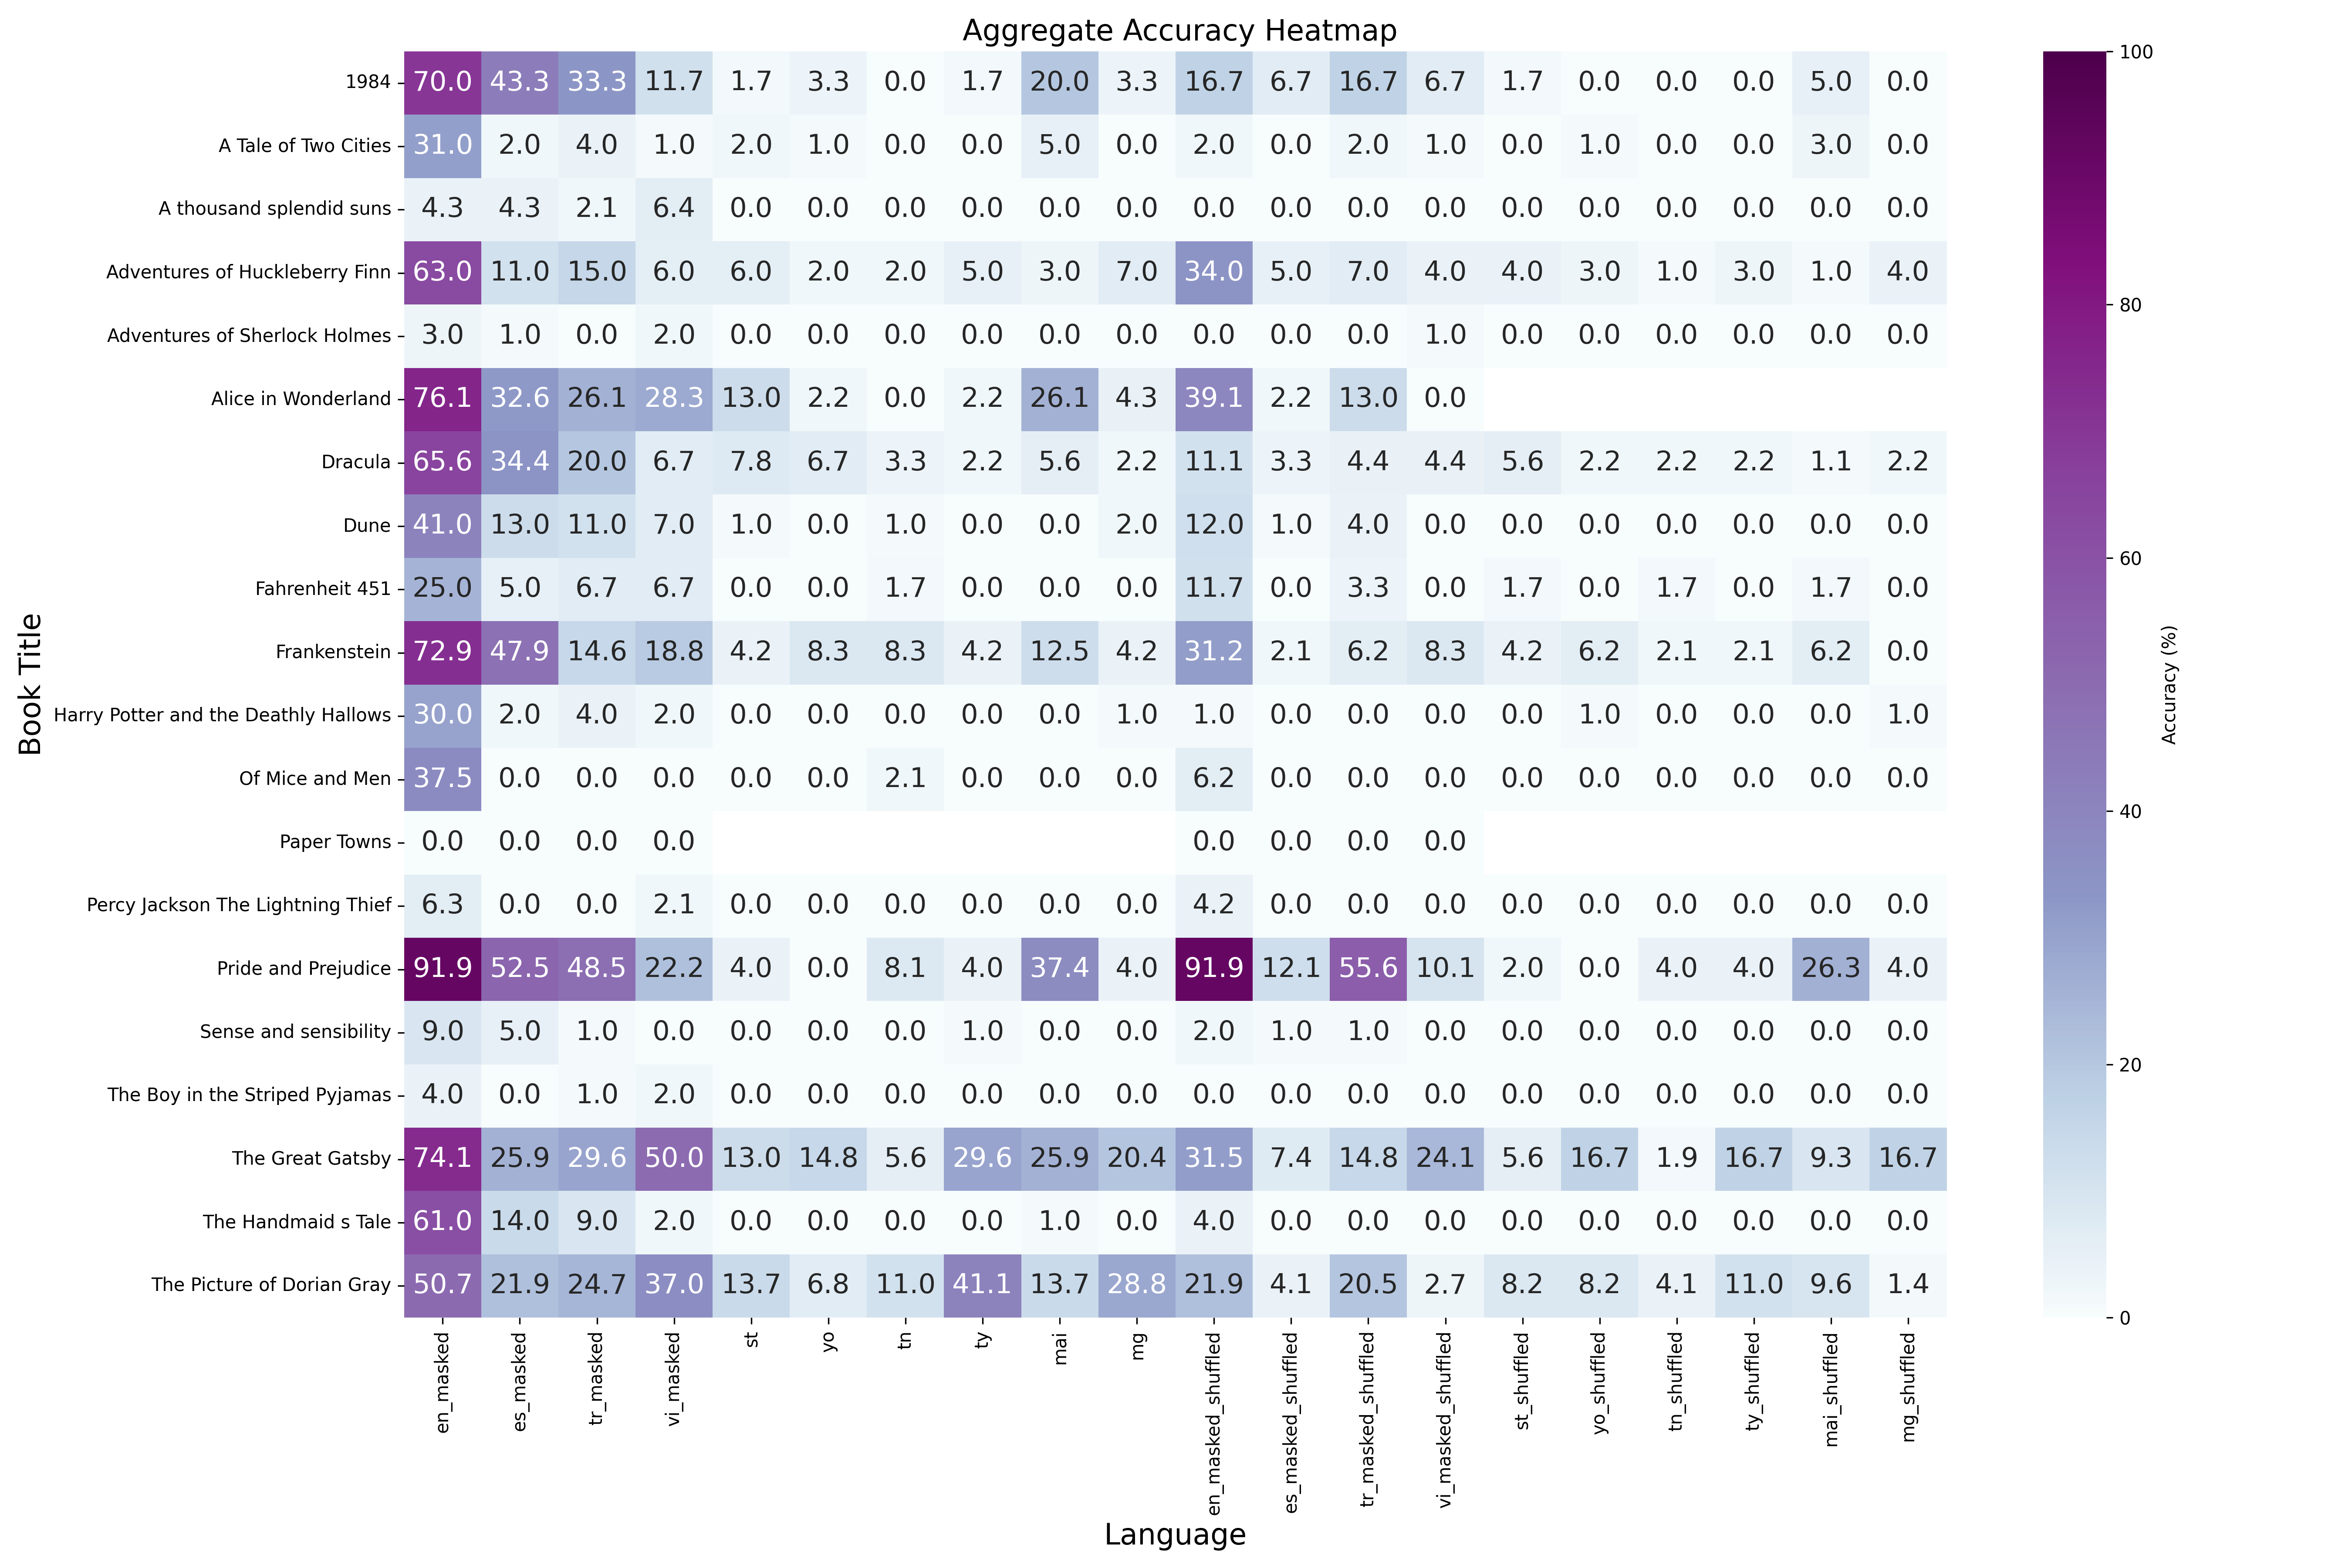 Aggregate Accuracy Heatmap
1984 70.0 43.3 33.3 11.7 1.7 3.3 0.0 1.7 20.0 3.3 16.7 6.7 16.7 6.7 1.7 0.0 0.0 0.0 5.0 0.0
A Tale of Two Cities 31.0 2.0 4.0 1.0 2.0 1.0 0.0 0.0 5.0 0.0 2.0 0.0 2.0 1.0 0.0 1.0 0.0 0.0 3.0 0.0
A thousand splendid suns 4.3 4.3 2.1 6.4 0.0 0.0 0.0 0.0 0.0 0.0 0.0 0.0 0.0 0.0 0.0 0.0 0.0 0.0 0.0 0.0
Adventures of Huckleberry Finn 63.0 11.0 15.0 6.0 6.0 2.0 2.0 5.0 3.0 7.0 34.0 5.0 7.0 4.0 4.0 3.0 1.0 3.0 1.0 4.0
Adventures of Sherlock Holmes 3.0 1.0 0.0 2.0 0.0 0.0 0.0 0.0 0.0 0.0 0.0 0.0 0.0 1.0 0.0 0.0 0.0 0.0 0.0 0.0
Alice in Wonderland 76.1 32.6 26.1 28.3 13.0 2.2 0.0 2.2 26.1 4.3 39.1 2.2 13.0 0.0
Dracula 65.6 34.4 20.0 6.7 7.8 6.7 3.3 2.2 5.6 2.2 11.1 3.3 4.4 4.4 5.6 2.2 2.2 2.2 1.1 2.2
Dune 41.0 13.0 11.0 7.0 1.0 0.0 1.0 0.0 0.0 2.0 12.0 1.0 4.0 0.0 0.0 0.0 0.0 0.0 0.0 0.0
Fahrenheit 451 25.0 5.0 6.7 6.7 0.0 0.0 1.7 0.0 0.0 0.0 11.7 0.0 3.3 0.0 1.7 0.0 1.7 0.0 1.7 0.0
Frankenstein 72.9 47.9 14.6 18.8 4.2 8.3 8.3 4.2 12.5 4.2 31.2 2.1 6.2 8.3 4.2 6.2 2.1 2.1 6.2 0.0
Harry Potter and the Deathly Hallows 30.0 2.0 4.0 2.0 0.0 0.0 0.0 0.0 0.0 1.0 1.0 0.0 0.0 0.0 0.0 1.0 0.0 0.0 0.0 1.0
Of Mice and Men 37.5 0.0 0.0 0.0 0.0 0.0 2.1 0.0 0.0 0.0 6.2 0.0 0.0 0.0 0.0 0.0 0.0 0.0 0.0 0.0
Paper Towns 0.0 0.0 0.0 0.0 0.0 0.0 0.0 0.0
Percy Jackson The Lightning Thief 6.3 0.0 0.0 2.1 0.0 0.0 0.0 0.0 0.0 0.0 4.2 0.0 0.0 0.0 0.0 0.0 0.0 0.0 0.0 0.0
Pride and Prejudice 91.9 52.5 48.5 22.2 4.0 0.0 8.1 4.0 37.4 4.0 91.9 12.1 55.6 10.1 2.0 0.0 4.0 4.0 26.3 4.0
Sense and sensibility 9.0 5.0 1.0 0.0 0.0 0.0 0.0 1.0 0.0 0.0 2.0 1.0 1.0 0.0 0.0 0.0 0.0 0.0 0.0 0.0
The Boy in the Striped Pyjamas 4.0 0.0 1.0 2.0 0.0 0.0 0.0 0.0 0.0 0.0 0.0 0.0 0.0 0.0 0.0 0.0 0.0 0.0 0.0 0.0
The Great Gatsby 74.1 25.9 29.6 50.0 13.0 14.8 5.6 29.6 25.9 20.4 31.5 7.4 14.8 24.1 5.6 16.7 1.9 16.7 9.3 16.7
The Handmaid s Tale 61.0 14.0 9.0 2.0 0.0 0.0 0.0 0.0 1.0 0.0 4.0 0.0 0.0 0.0 0.0 0.0 0.0 0.0 0.0 0.0
The Picture of Dorian Gray 50.7 21.9 24.7 37.0 13.7 6.8 11.0 41.1 13.7 28.8 21.9 4.1 20.5 2.7 8.2 8.2 4.1 11.0 9.6 1.4
en_masked
es_masked
tr_masked
vi_masked
st
yo
tn
ty
mai
mg
en_masked_shuffled
es_masked_shuffled
tr_masked_shuffled
vi_masked_shuffled
st_shuffled
yo_shuffled
tn_shuffled
ty_shuffled
mai_shuffled
mg_shuffled
Language
Book Title
100
80
60
40
20
0
Accuracy (%)